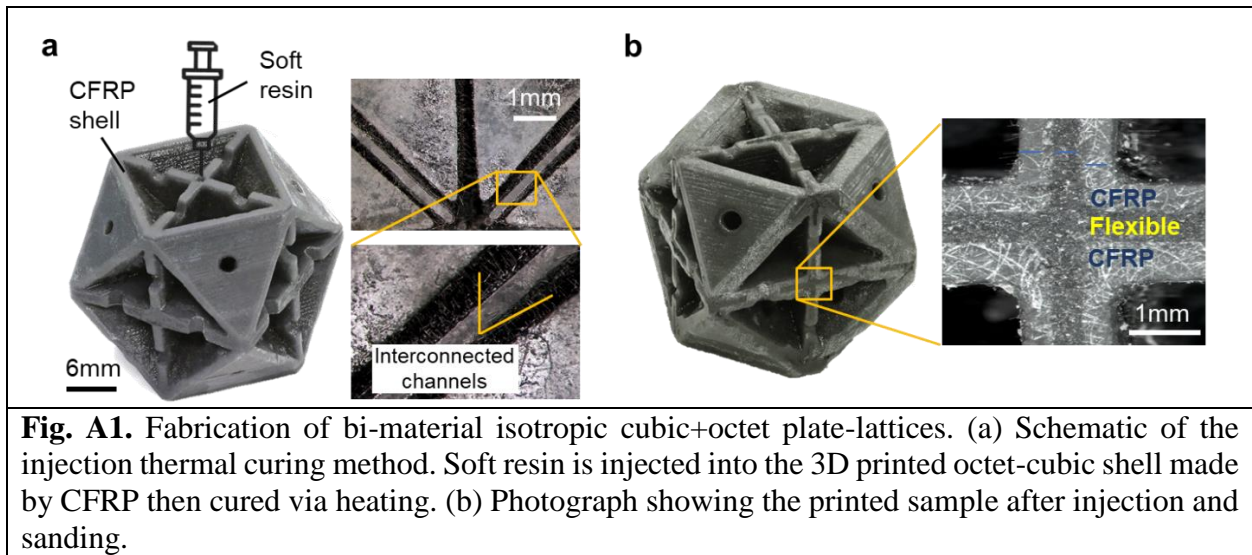 a
b
CFRP
shell
Soft
resin
1mm
6mm
Interconnected
channels
CFRP
Flexible
CFRP
1mm
Fig. A1. Fabrication of bi-material isotropic cubic+octet plate-lattices. (a) Schematic of the
injection thermal curing method. Soft resin is injected into the 3D printed octet-cubic shell made
by CFRP then cured via heating. (b) Photograph showing the printed sample after injection and
sanding.